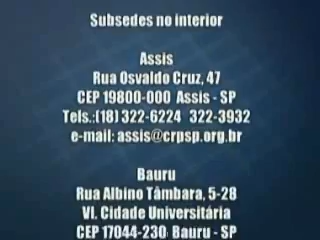 Subsedes no interior
Assis
Rua Osvaldo Cruz, 47
CEP 19800-000 Assis - SP
Tels.:(18) 322-6224 322-3932
e-mail: assis@crpsp.org.br
Bauru
Rua Albino Tâmbara, 5-28
Vl. Cidade Universitária
CEP 17044-230 Bauru - SP